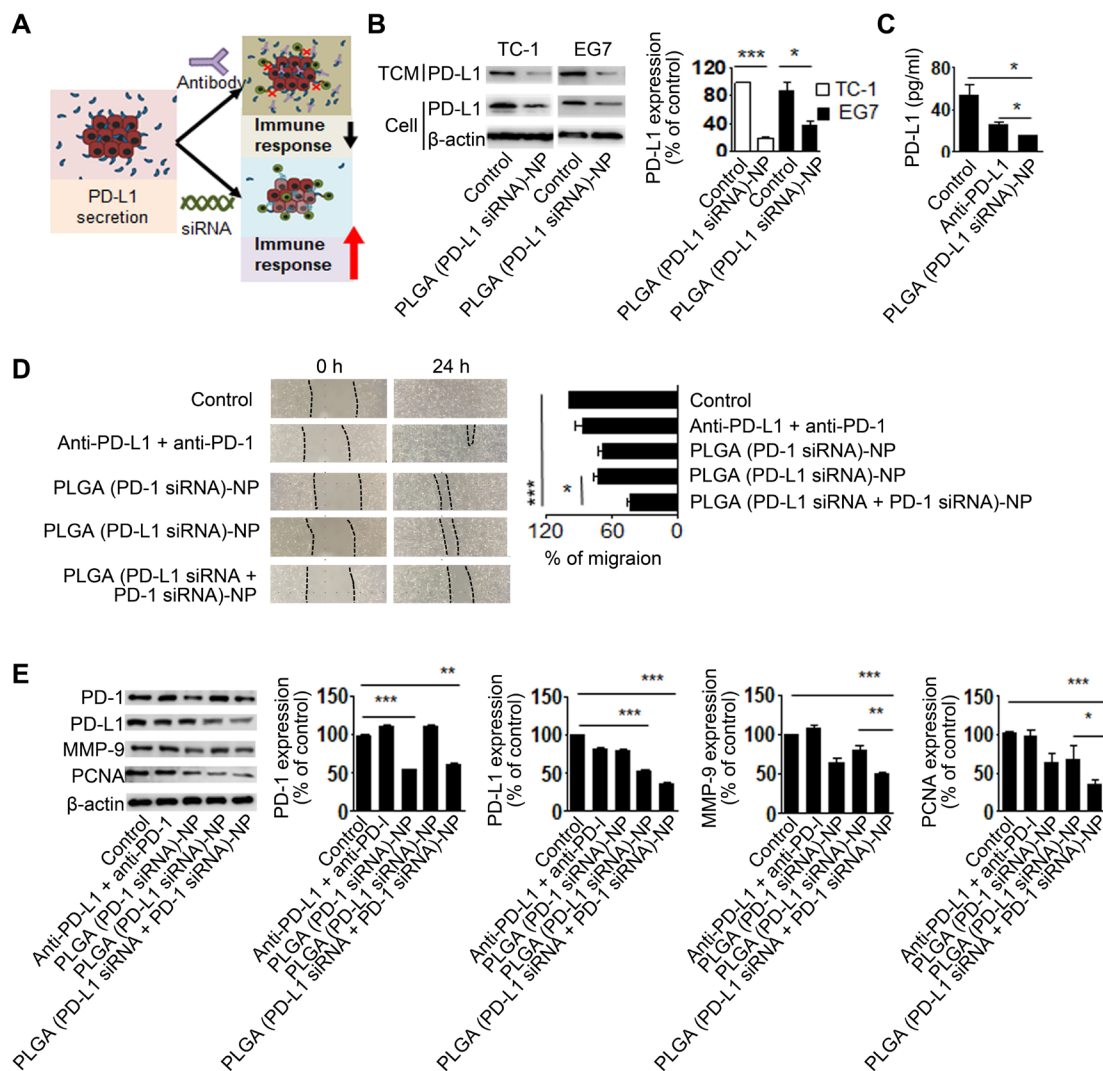 A
Antibody
PD-L1
secretion
siRNA
Immune
response
Immune
response
B
TC-1 EG7
TCM PD-L1
Cell PD-L1
β-actin
Control
PLGA (PD-L1 siRNA)-NP
Control
PLGA (PD-L1 siRNA)-NP
PD-L1 expression
(% of control)
120
80
40
0
***
*
TC-1
EG7
Control
PLGA (PD-L1 siRNA)-NP
Control
PLGA (PD-L1 siRNA)-NP
C
PD-L1 (pg/ml)
80
40
0
*
*
Control
Anti-PD-L1
PLGA (PD-L1 siRNA)-NP
D
0 h 24 h
Control
Anti-PD-L1 + anti-PD-1
PLGA (PD-1 siRNA)-NP
PLGA (PD-L1 siRNA)-NP
PLGA (PD-L1 siRNA +
PD-1 siRNA)-NP
Control
Anti-PD-L1 + anti-PD-1
PLGA (PD-1 siRNA)-NP
PLGA (PD-L1 siRNA)-NP
PLGA (PD-L1 siRNA + PD-1 siRNA)-NP
***
*
120 60 0
% of migraion
E
PD-1
PD-L1
MMP-9
PCNA
β-actin
Control
Anti-PD-L1 + anti-PD-1
PLGA (PD-1 siRNA)-NP
PLGA (PD-L1 siRNA)-NP
PLGA (PD-L1 siRNA + PD-1 siRNA)-NP
PD-1 expression
(% of control)
150
100
50
0
**
***
Control
Anti-PD-L1 + anti-PD-I
PLGA (PD-1 siRNA)-NP
PLGA (PD-L1 siRNA)-NP
PLGA (PD-L1 siRNA + PD-1 siRNA)-NP
PD-L1 expression
(% of control)
150
100
50
0
***
***
Control
Anti-PD-L1 + anti-PD-I
PLGA (PD-1 siRNA)-NP
PLGA (PD-L1 siRNA)-NP
PLGA (PD-L1 siRNA + PD-1 siRNA)-NP
MMP-9 expression
(% of control)
150
100
50
0
***
**
Control
Anti-PD-L1 + anti-PD-I
PLGA (PD-1 siRNA)-NP
PLGA (PD-L1 siRNA)-NP
PLGA (PD-L1 siRNA + PD-1 siRNA)-NP
PCNA expression
(% of control)
150
100
50
0
***
*
Control
Anti-PD-L1 + anti-PD-I
PLGA (PD-1 siRNA)-NP
PLGA (PD-L1 siRNA)-NP
PLGA (PD-L1 siRNA + PD-1 siRNA)-NP